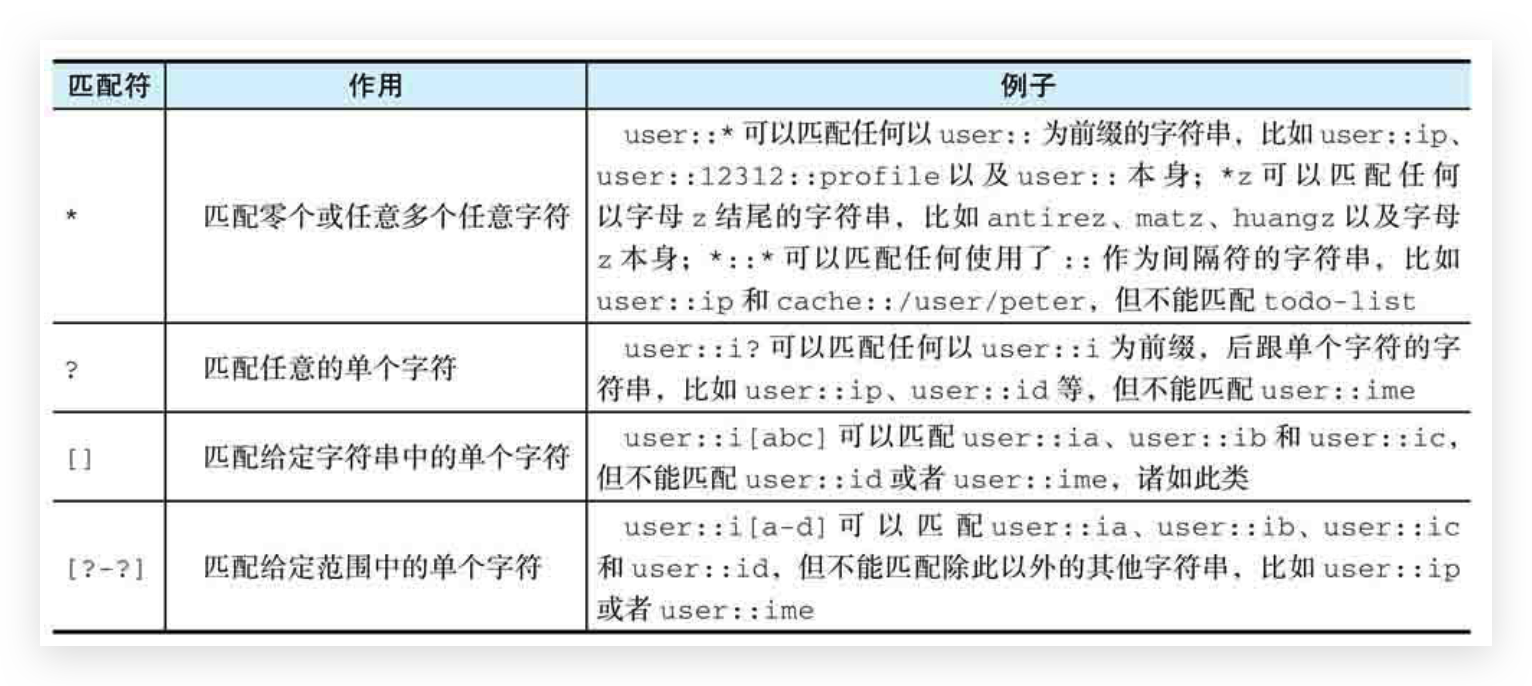 匹配符 作用 例子
*
匹配零个或任意多个任意字符
user::* 可以匹配任何以 user:: 为前缀的字符串，比如 user::ip、
user::12312::profile 以及 user:: 本身；*z 可以匹配任何
以字母 z 结尾的字符串，比如 antirez、matz、huangz 以及字母
z 本身；*::* 可以匹配任何使用了 :: 作为间隔符的字符串，比如
user::ip 和 cache::/user/peter，但不能匹配 todo-list
?
匹配任意的单个字符
user::i? 可以匹配任何以 user::i 为前缀，后跟单个字符的字
符串，比如 user::ip、user::id 等，但不能匹配 user::ime
[]
匹配给定字符串中的单个字符
user::i[abc] 可以匹配 user::ia、user::ib 和 user::ic，
但不能匹配 user::id 或者 user::ime，诸如此类
[?-?]
匹配给定范围中的单个字符
user::i[a-d] 可以匹配 user::ia、user::ib、user::ic
和 user::id，但不能匹配除此以外的其他字符串，比如 user::ip
或者 user::ime